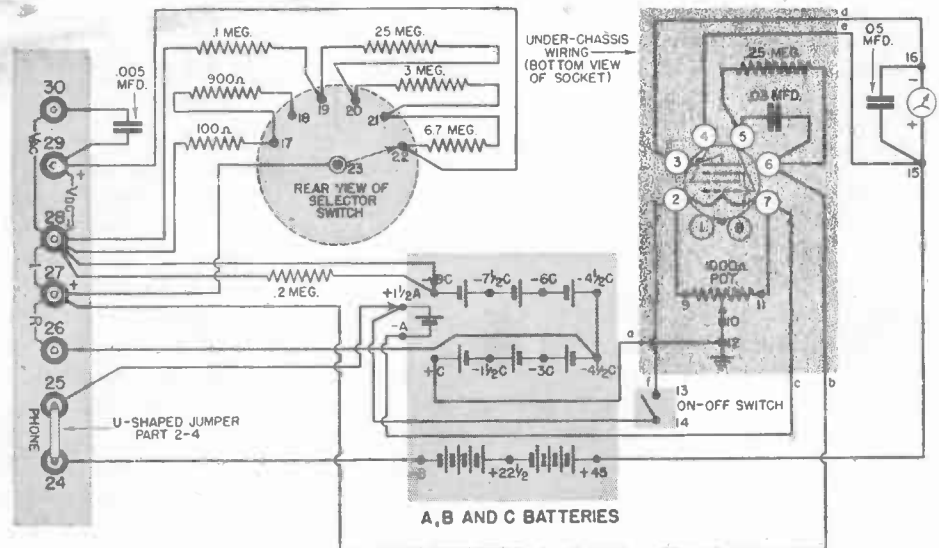 30
29
28
27
26
25
24
VAC
+
-VDC-
-I-
+
-R-
PHONE
.005
MFD.
.1 MEG.
900Ω
100Ω
.25 MEG.
.3 MEG.
6.7 MEG.
17
18
19
20
21
22
23
REAR VIEW OF
SELECTOR
SWITCH
.2 MEG.
U-SHAPED JUMPER
PART 2-4
-9C
-7½C
-6C
-4½C
+1½A
-A
+C
-1½C
-3C
-4½C
-B
+22½
+45
A, B AND C BATTERIES
UNDER-CHASSIS
WIRING
(BOTTOM VIEW
OF SOCKET)
.25 MEG.
.03 MFD.
1
2
3
4
5
6
7
8
1000Ω
POT.
9
10
11
12
a
b
c
d
e
f
13
ON-OFF SWITCH
14
.05
MFD.
16
-
+
15